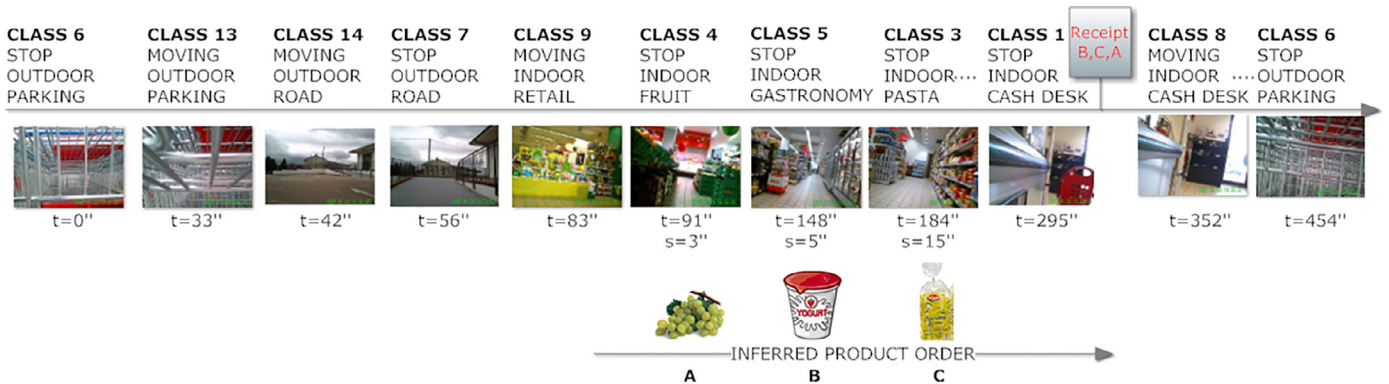 CLASS 6
STOP
OUTDOOR
PARKING
CLASS 13
MOVING
OUTDOOR
PARKING
CLASS 14
MOVING
OUTDOOR
ROAD
CLASS 7
STOP
OUTDOOR
ROAD
CLASS 9
MOVING
INDOOR
RETAIL
CLASS 4
STOP
INDOOR
FRUIT
CLASS 5
STOP
INDOOR
GASTRONOMY
CLASS 3
STOP
INDOOR....
PASTA
CLASS 1
STOP
INDOOR
CASH DESK
Receipt
B,C,A
CLASS 8
MOVING
INDOOR ....
CASH DESK
CLASS 6
STOP
OUTDOOR
PARKING
t=0"
t=33"
t=42"
t=56"
t=83"
t=91"
s=3"
t=148"
s=5"
t=184"
s=15"
t=295"
t=352"
t=454"
YOGURT
INFERRED PRODUCT ORDER
A B C